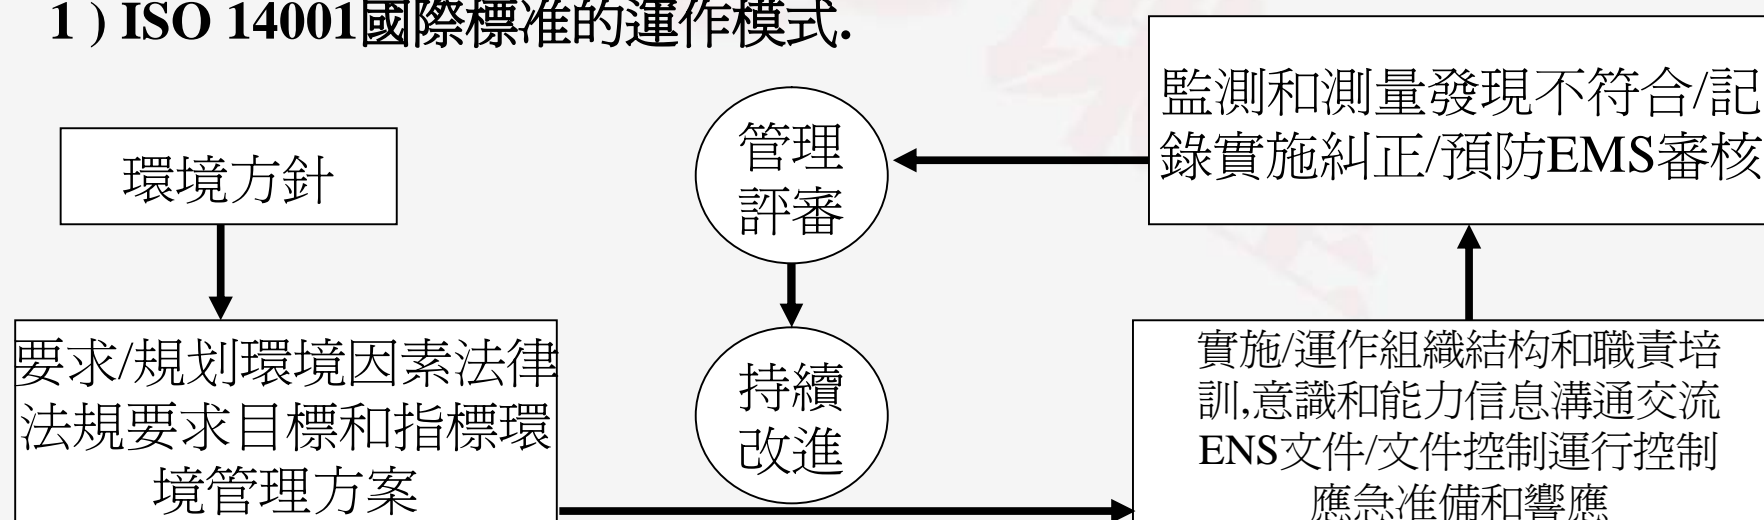 1 ) ISO 14001國際標准的運作模式.
環境方針
要求/規划環境因素法律
法規要求目標和指標環
境管理方案
管理
評審
持續
改進
監測和測量發現不符合/記
錄實施糾正/預防EMS審核
實施/運作組織結构和職責培
訓,意識和能力信息溝通交流
ENS文件/文件控制運行控制
應急准備和響應